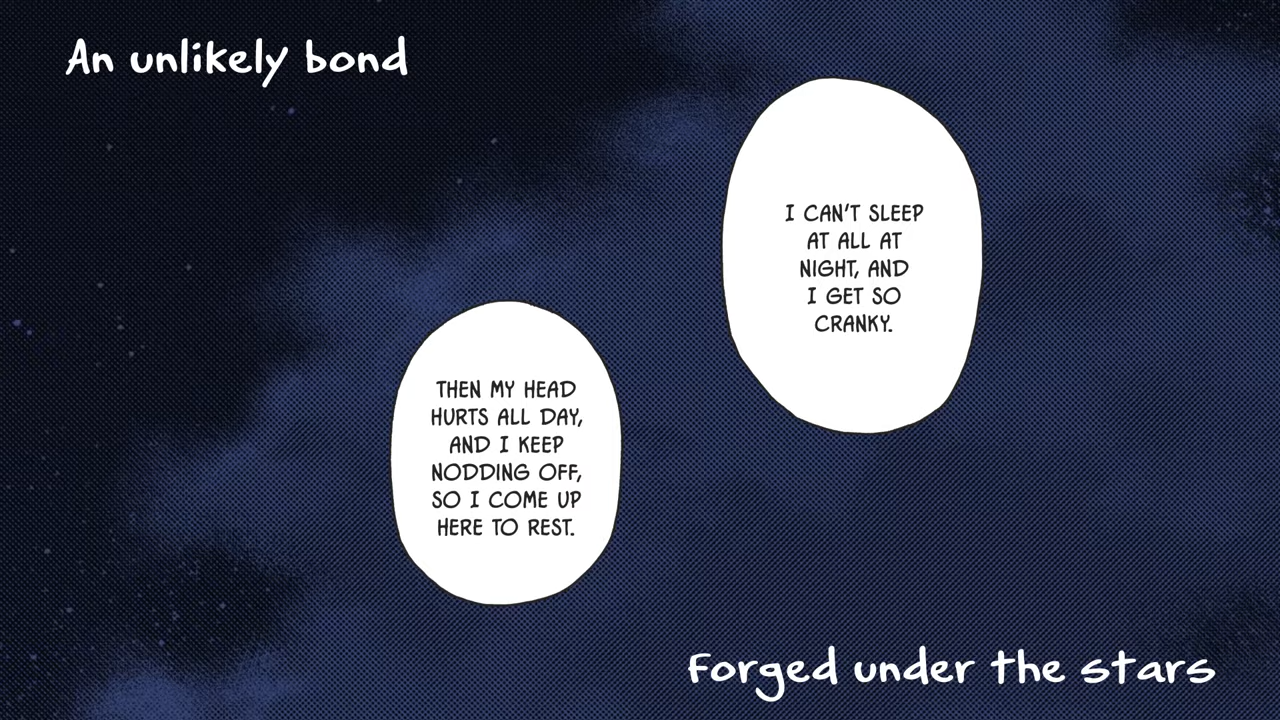 An unlikely bond
I CAN'T SLEEP
AT ALL AT
NIGHT, AND
I GET SO
CRANKY.
THEN MY HEAD
HURTS ALL DAY,
AND I KEEP
NODDING OFF,
SO I COME UP
HERE TO REST.
Forged under the stars